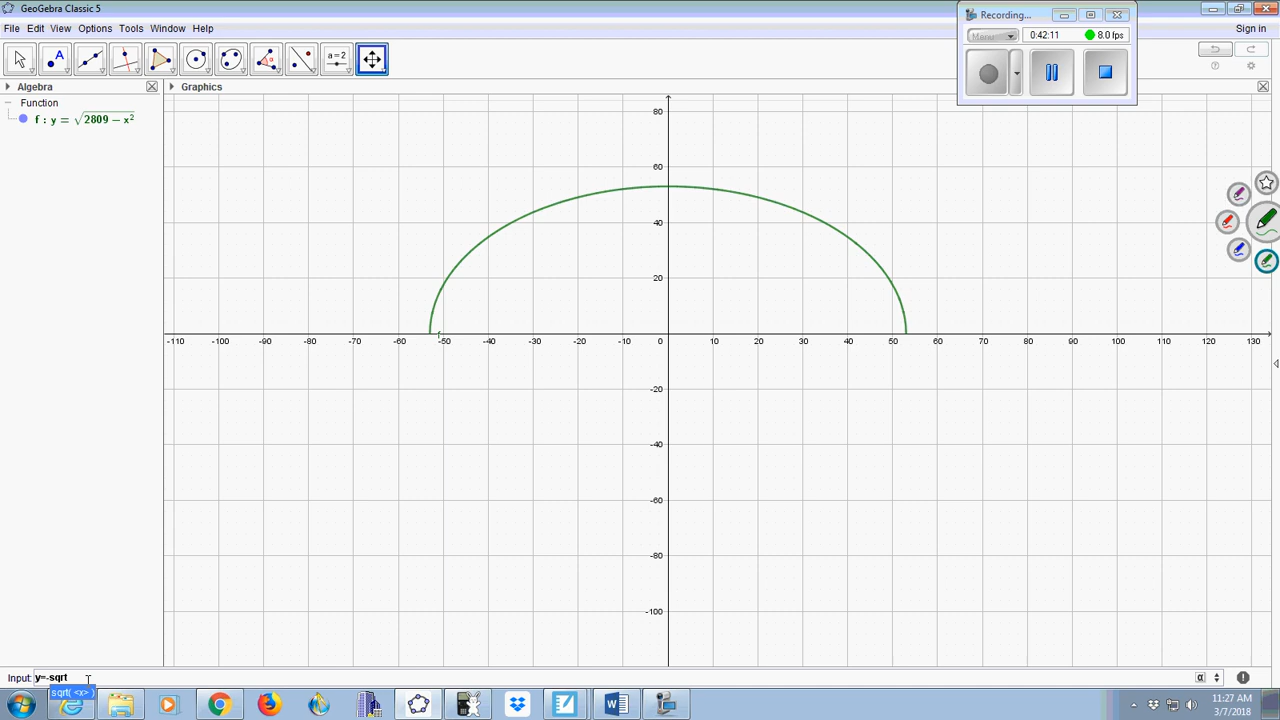 GeoGebra Classic 5
Recording...
File Edit View Options Tools Window Help
Sign in
Menu 0:42:11 8.0 fps
A a=2
Algebra
Graphics
Function
f : y = √2809 − x²
80
60
40
20
-110 -100 -90 -80 -70 -60 -50 -40 -30 -20 -10 0 10 20 30 40 50 60 70 80 90 100 110 120 130
-20
-40
-60
-80
-100
Input: y=-sqrt α
sqrt( <x> )
W
11:27 AM
3/7/2018